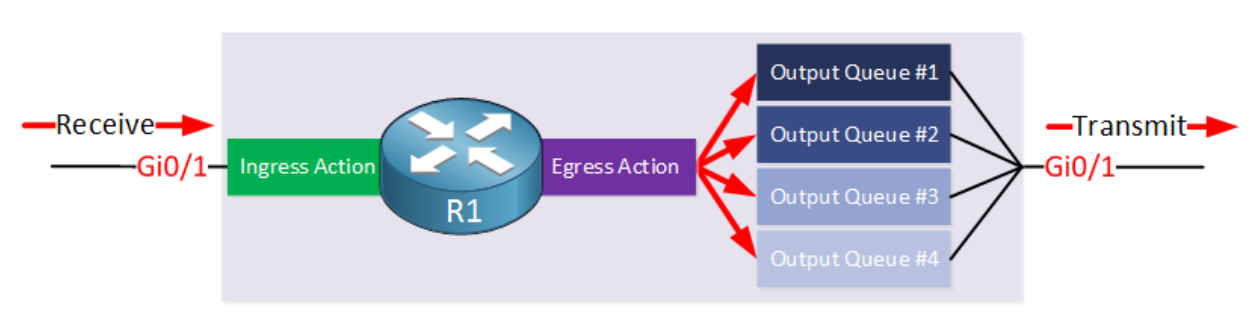 Receive
Gi0/1
Ingress Action
R1
Egress Action
Output Queue #1
Output Queue #2
Output Queue #3
Output Queue #4
Transmit
Gi0/1